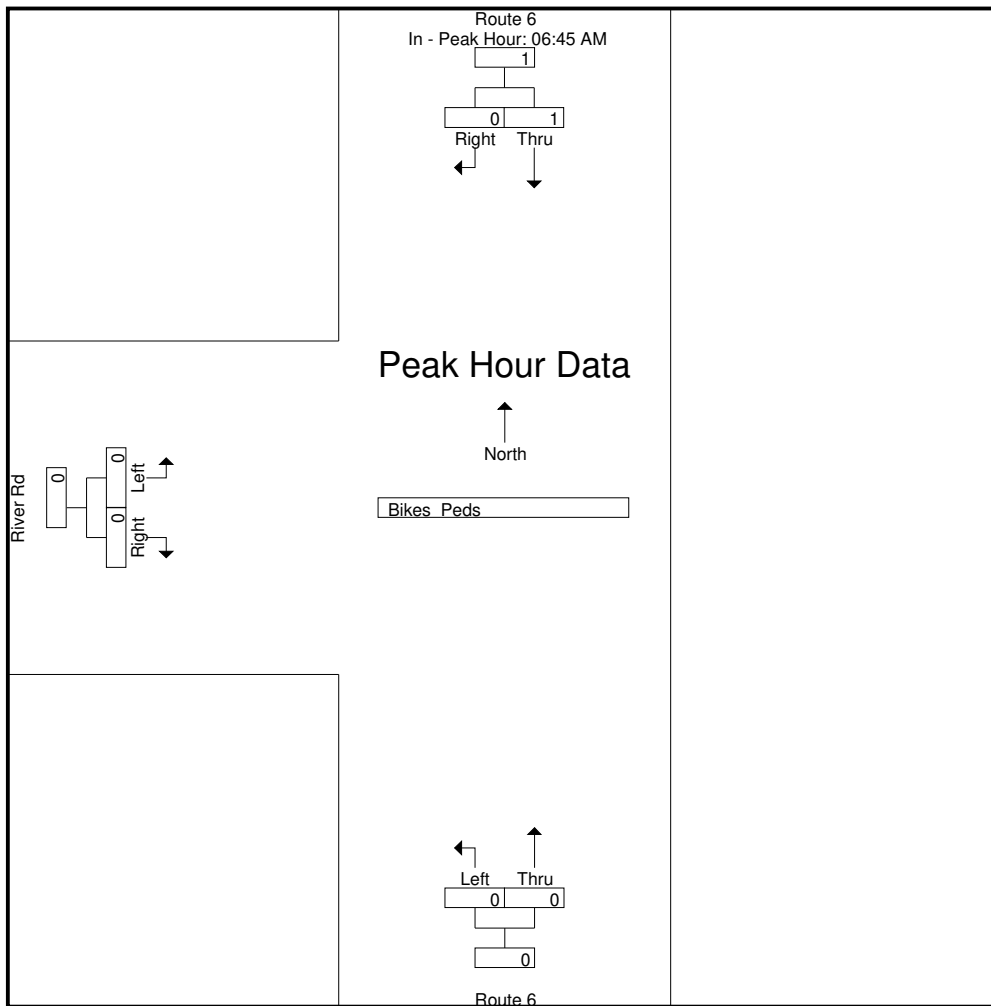 Route 6
In - Peak Hour: 06:45 AM
1
0 1
Right Thru
Peak Hour Data
North
River Rd
0
0 0
Left
Right
Bikes Peds
Left Thru
0 0
0
Route 6